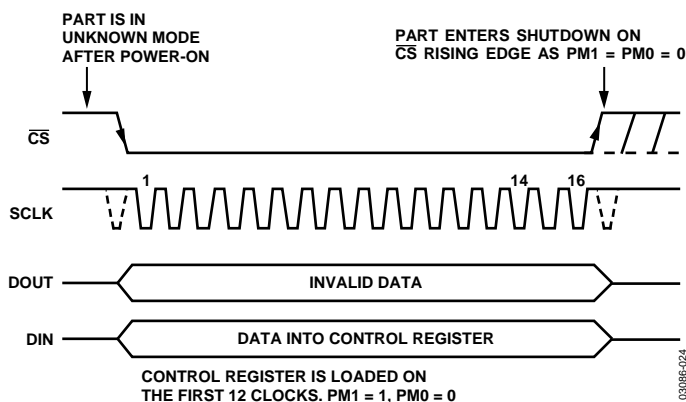 PART IS IN
UNKNOWN MODE
AFTER POWER-ON
PART ENTERS SHUTDOWN ON
CS RISING EDGE AS PM1 = PM0 = 0
CS
1
14
16
SCLK
DOUT
INVALID DATA
DIN
DATA INTO CONTROL REGISTER
CONTROL REGISTER IS LOADED ON
THE FIRST 12 CLOCKS. PM1 = 1, PM0 = 0
03086-024